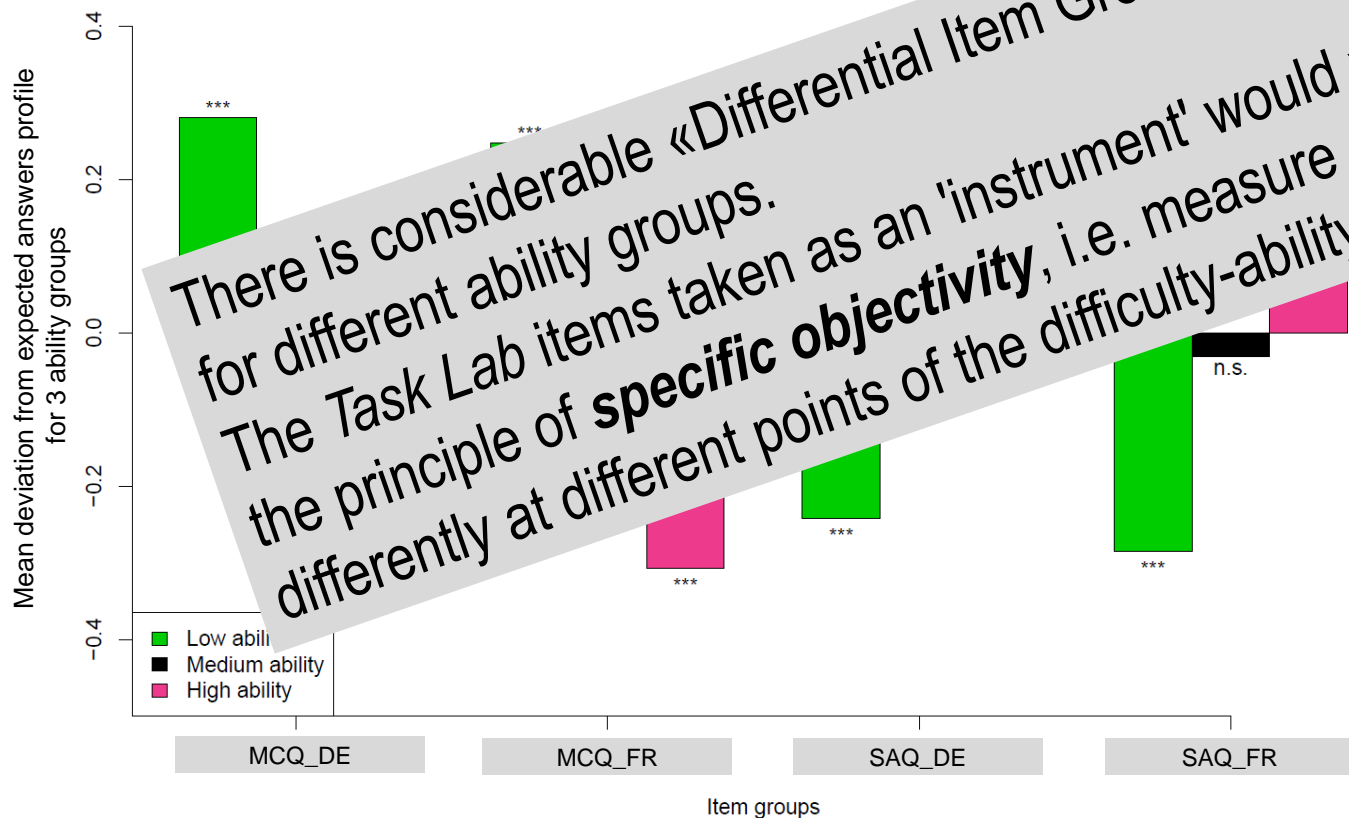 Mean deviation from expected answers profile
for 3 ability groups
0.4
0.2
0.0
−0.2
−0.4
***
***
***
***
***
n.s.
There is considerable «Differential Item
for different ability groups.
The Task Lab items taken as an 'instrument' would
the principle of specific objectivity, i.e. measure
differently at different points of the difficulty-ability
Low
Medium ability
High ability
MCQ_DE
MCQ_FR
SAQ_DE
SAQ_FR
Item groups